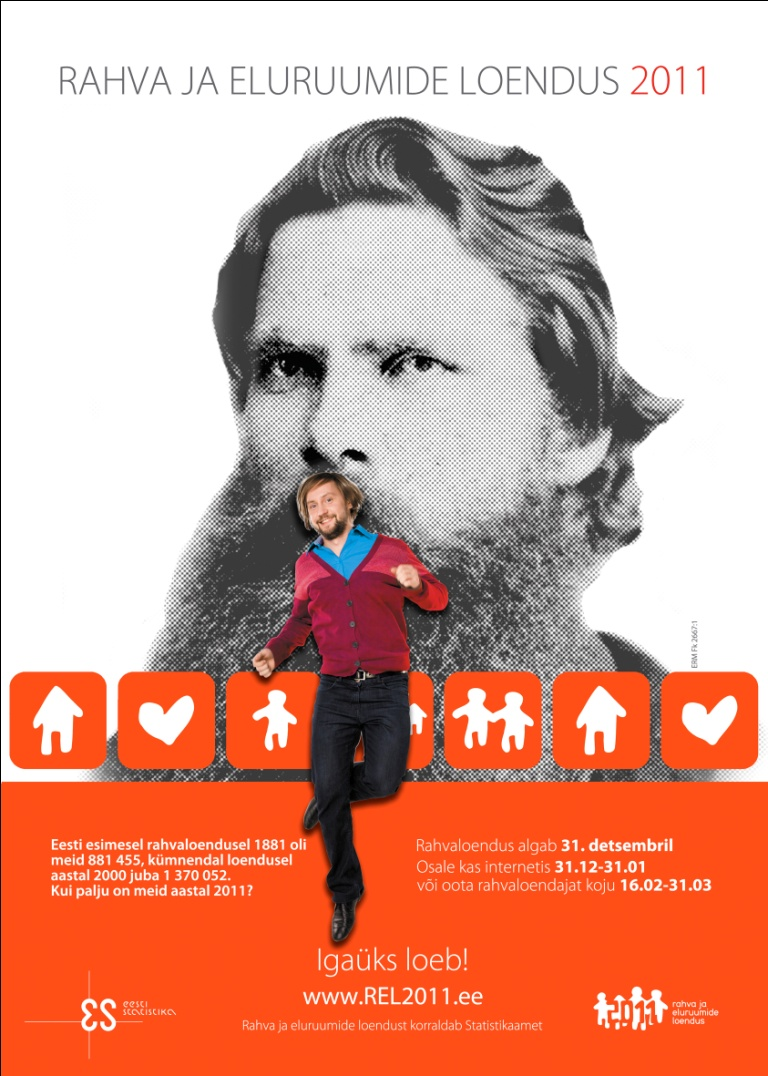 RAHVA JA ELURUUMIDE LOENDUS 2011
ERM Fk 2667:1
Eesti esimesel rahvaloendusel 1881 oli
meid 881 455, kümnendal loendusel
aastal 2000 juba 1 370 052.
Kui palju on meid aastal 2011?
Rahvaloendus algab 31. detsembril
Osale kas internetis 31.12-31.01
või oota rahvaloendajat koju 16.02-31.03
Igaüks loeb!
www.REL2011.ee
Rahva ja eluruumide loendust korraldab Statistikaamet
ES
eesti
statistika
2011
rahva ja
eluruumide
loendus